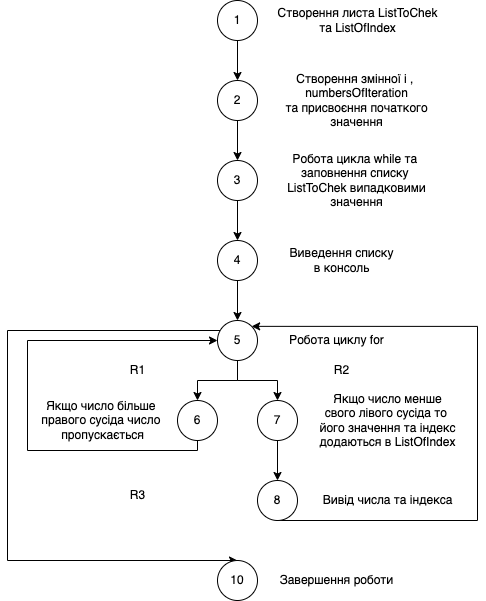 1
Створення листа ListToChek
та ListOfIndex
2
Створення змінної i ,
numbersOfIteration
та присвоєння початкого
значення
3
Робота цикла while та
заповнення списку
ListToChek випадковими
значення
4
Виведення списку
в консоль
5
Робота циклу for
R1
R2
Якщо число більше
правого сусіда число
пропускається
6
7
Якщо число менше
свого лівого сусіда то
його значення та індекс
додаються в ListOfIndex
R3
8
Вивід числа та індекса
10
Завершення роботи